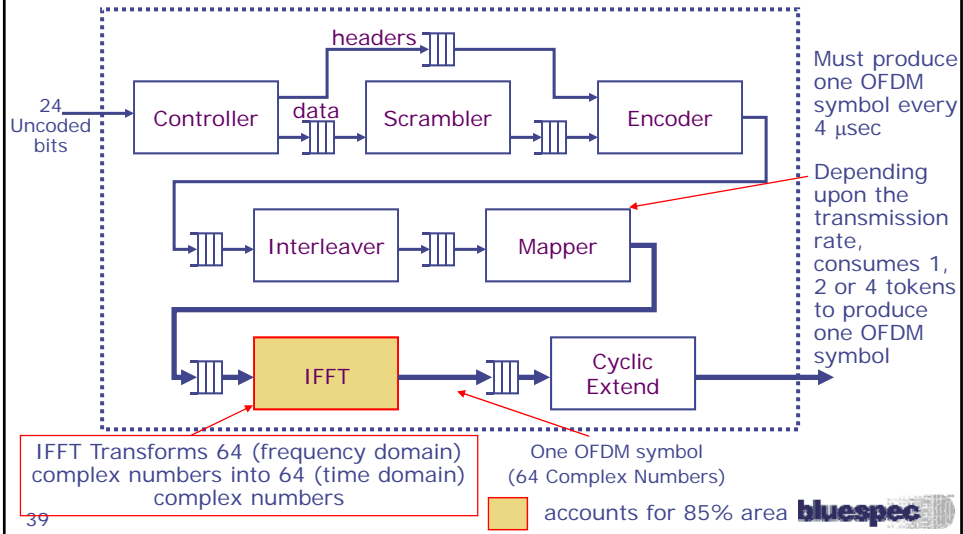 headers
24
Uncoded
bits
Controller
data
Scrambler
Encoder
Must produce
one OFDM
symbol every
4 μsec
Depending
upon the
transmission
rate,
consumes 1,
2 or 4 tokens
to produce
one OFDM
symbol
Interleaver
Mapper
IFFT
Cyclic
Extend
IFFT Transforms 64 (frequency domain)
complex numbers into 64 (time domain)
complex numbers
One OFDM symbol
(64 Complex Numbers)
accounts for 85% area
bluespec
39